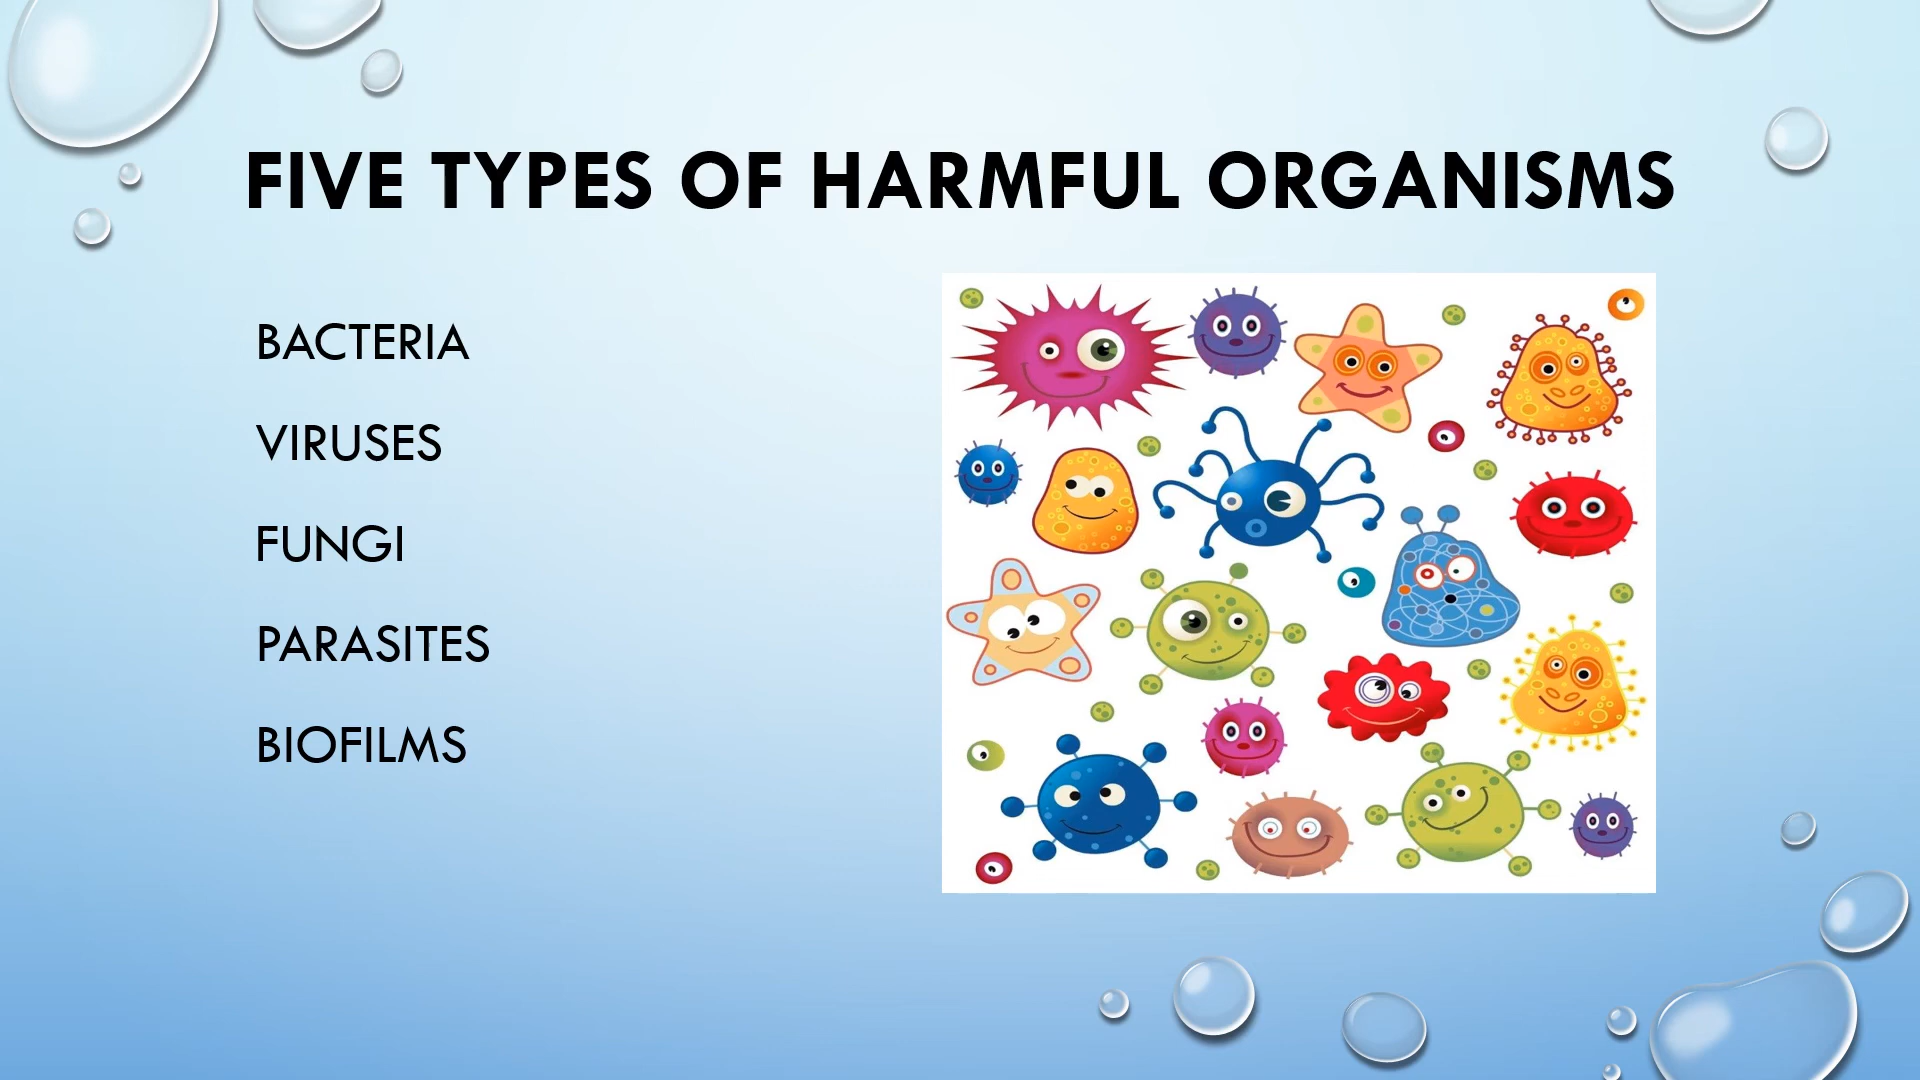 FIVE TYPES OF HARMFUL ORGANISMS
BACTERIA
VIRUSES
FUNGI
PARASITES
BIOFILMS